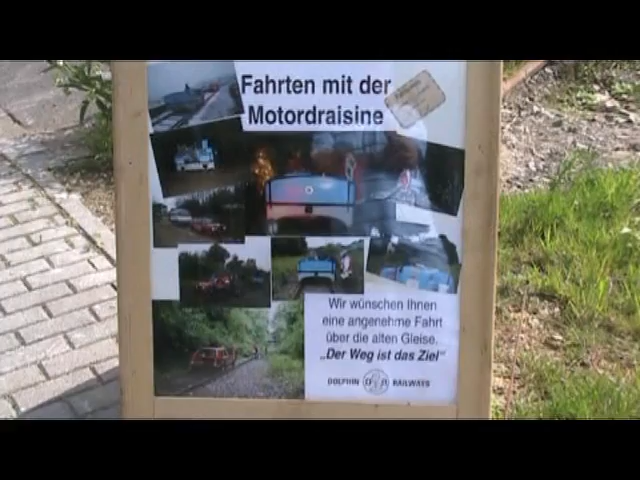 Fahrten mit der
Motordraisine
Wir wünschen Ihnen
eine angenehme Fahrt
über die alten Gleise.
„Der Weg ist das Ziel"
DOLPHIN D R RAILWAYS